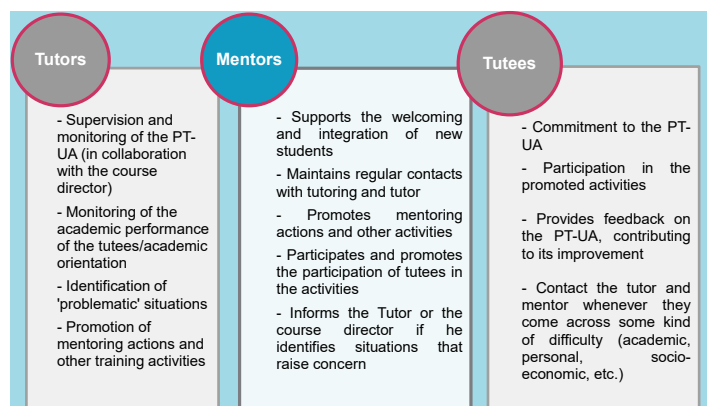 Tutors
- Supervision and
monitoring of the PT-
UA (in collaboration
with the course
director)
- Monitoring of the
academic performance
of the tutees/academic
orientation
- Identification of
'problematic' situations
- Promotion of
mentoring actions and
other training activities
Mentors
- Supports the welcoming
and integration of new
students
- Maintains regular contacts
with tutoring and tutor
- Promotes mentoring
actions and other activities
- Participates and promotes
the participation of tutees in
the activities
- Informs the Tutor or the
course director if he
identifies situations that
raise concern
Tutees
- Commitment to the PT-
UA
- Participation in the
promoted activities
- Provides feedback on
the PT-UA, contributing
to its improvement
- Contact the tutor and
mentor whenever they
come across some kind
of difficulty (academic,
personal, socio-
economic, etc.)